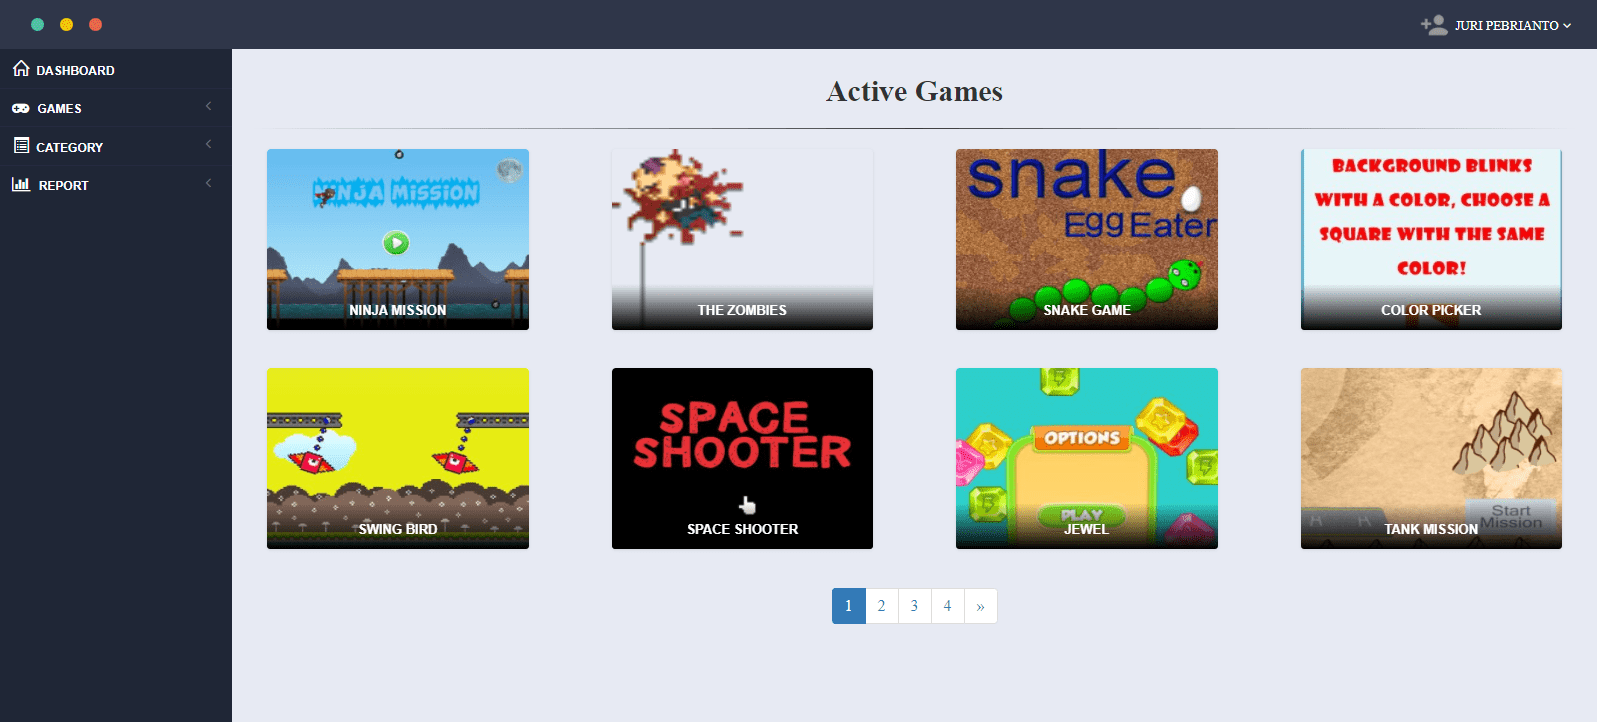 JURI PEBRIANTO
DASHBOARD
GAMES
CATEGORY
REPORT
Active Games
NINJA MISSION
NINJA MISSION
THE ZOMBIES
snake
Egg Eater
SNAKE GAME
BACKGROUND BLINKS
WITH A COLOR, CHOOSE A
SQUARE WITH THE SAME
COLOR!
COLOR PICKER
SWING BIRD
SPACE
SHOOTER
SPACE SHOOTER
OPTIONS
PLAY
JEWEL
Start
Mission
TANK MISSION
1 2 3 4 »